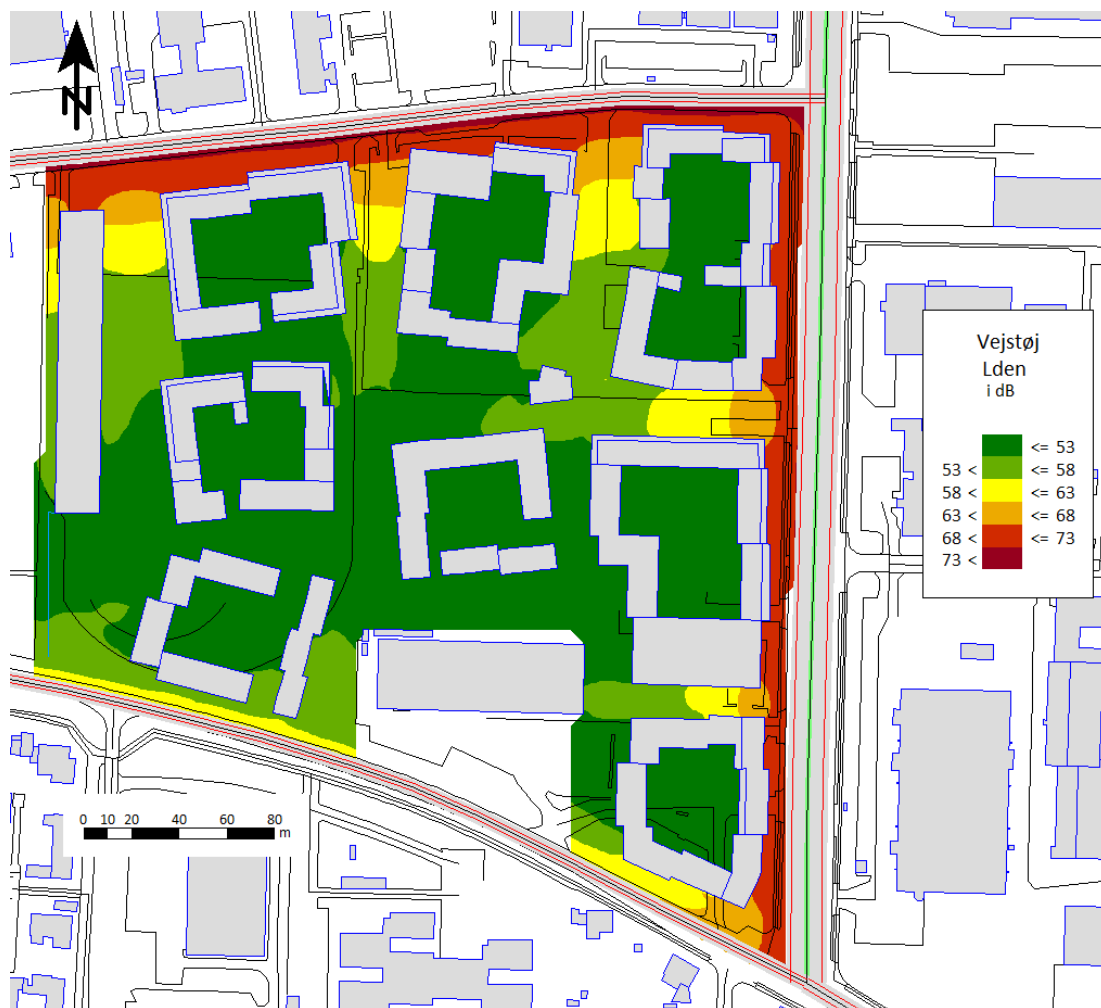 N
Vejstøj
Lden
i dB
<= 53
53 < <= 58
58 < <= 63
63 < <= 68
68 < <= 73
73 <
0 10 20 40 60 80
m